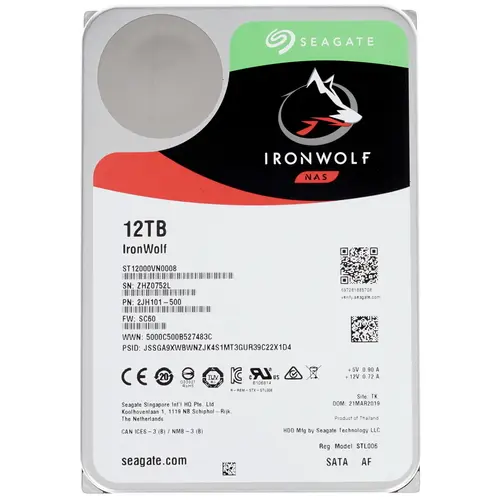 SEAGATE
IRONWOLF
NAS
12TB
IronWolf
ST12000VN0008
SN: ZHZ0752L
PN: 2JH101-500
FW: SC60
WWN: 5000C500B527483C
PSID: JSSGA9XWBWNZJK4S1MT3GUR39C22X1D4
verify.seagate.com
+5V 0.90 A
+12V 0.72 A
Seagate Singapore Int'l HQ Pte. Ltd
Koolhovenlaan 1, 1119 NB Schiphol-Rijk,
The Netherlands
CAN ICES-3 (B) / NMB-3 (B)
Site: TK
DOM: 21MAR2019
Product of Thailand
HDD Mfg by Seagate Technology LLC
Reg. Model: STL006
seagate.com
SATA AF